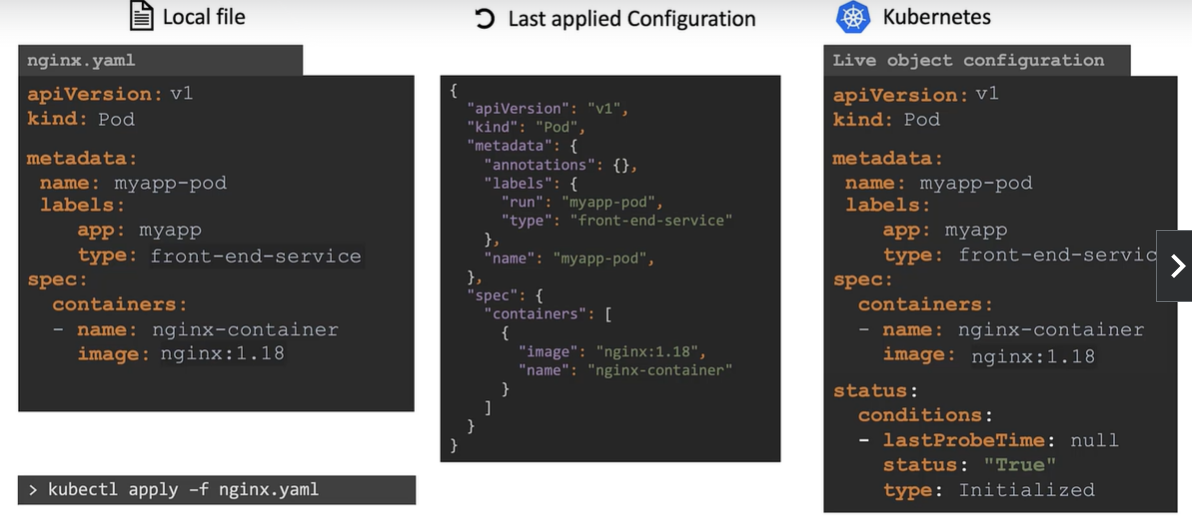 Local file
nginx.yaml
apiVersion: v1
kind: Pod
metadata:
name: myapp-pod
labels:
app: myapp
type: front-end-service
spec:
containers:
- name: nginx-container
image: nginx:1.18
> kubectl apply –f nginx.yaml
Last applied Configuration
{
"apiVersion": "v1",
"kind": "Pod",
"metadata": {
"annotations": {},
"labels": {
"run": "myapp-pod",
"type": "front-end-service"
},
"name": "myapp-pod",
},
"spec": {
"containers": [
{
"image": "nginx:1.18",
"name": "nginx-container"
}
]
}
}
Kubernetes
Live object configuration
apiVersion: v1
kind: Pod
metadata:
name: myapp-pod
labels:
app: myapp
type: front-end-servic
spec:
containers:
- name: nginx-container
image: nginx:1.18
status:
conditions:
- lastProbeTime: null
status: "True"
type: Initialized